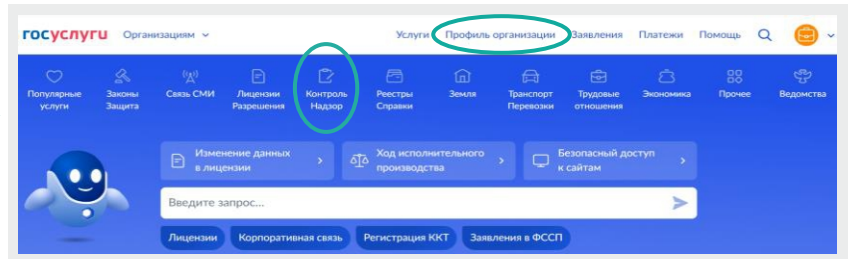 госуслуги Организациям Услуги Профиль организации Заявления Платежи Помощь
Популярные услуги
Законы Защита
Связь СМИ
Лицензии Разрешения
Контроль Надзор
Реестры Справки
Земля
Транспорт Перевозки
Трудовые отношения
Экономика
Прочее
Ведомства
Изменение данных
в лицензии
Ход исполнительного
производства
Безопасный доступ
к сайтам
Введите запрос...
Лицензии Корпоративная связь Регистрация ККТ Заявления в ФССП